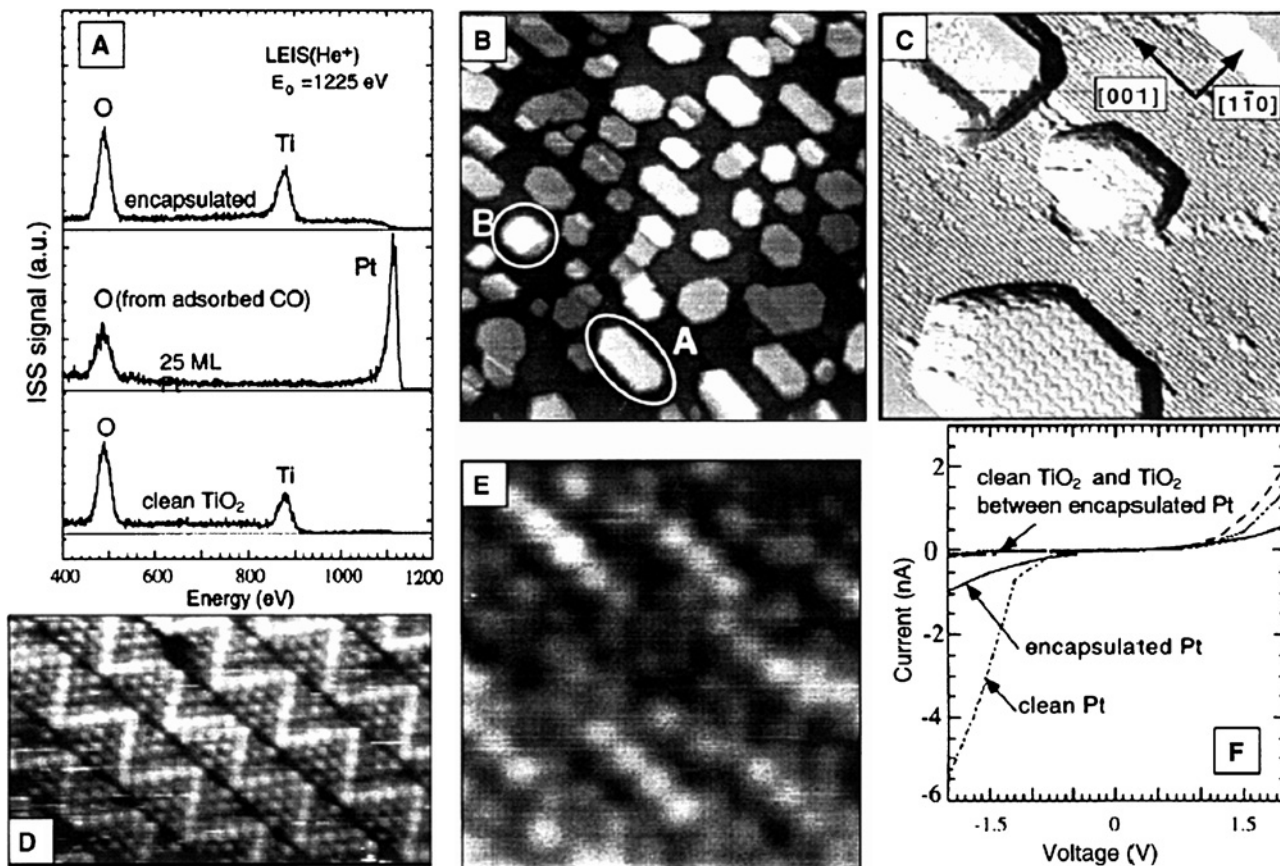 A
LEIS(He⁺)
E₀ =1225 eV
O
Ti
encapsulated
Pt
O (from adsorbed CO)
25 ML
O
Ti
clean TiO₂
ISS signal (a.u.)
400 600 800 1000 1200
Energy (eV)
B
B
A
C
[001]
[11̄0]
D
E
2
0
-2
-4
-6
Current (nA)
clean TiO₂ and TiO₂
between encapsulated Pt
encapsulated Pt
clean Pt
F
-1.5 0 1.5
Voltage (V)